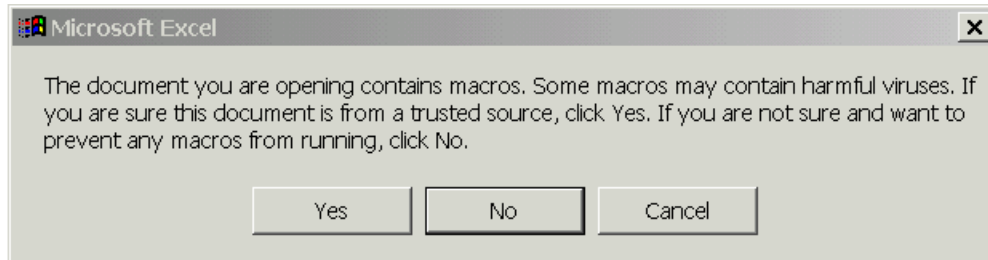 Microsoft Excel
The document you are opening contains macros. Some macros may contain harmful viruses. If
you are sure this document is from a trusted source, click Yes. If you are not sure and want to
prevent any macros from running, click No.
Yes No Cancel